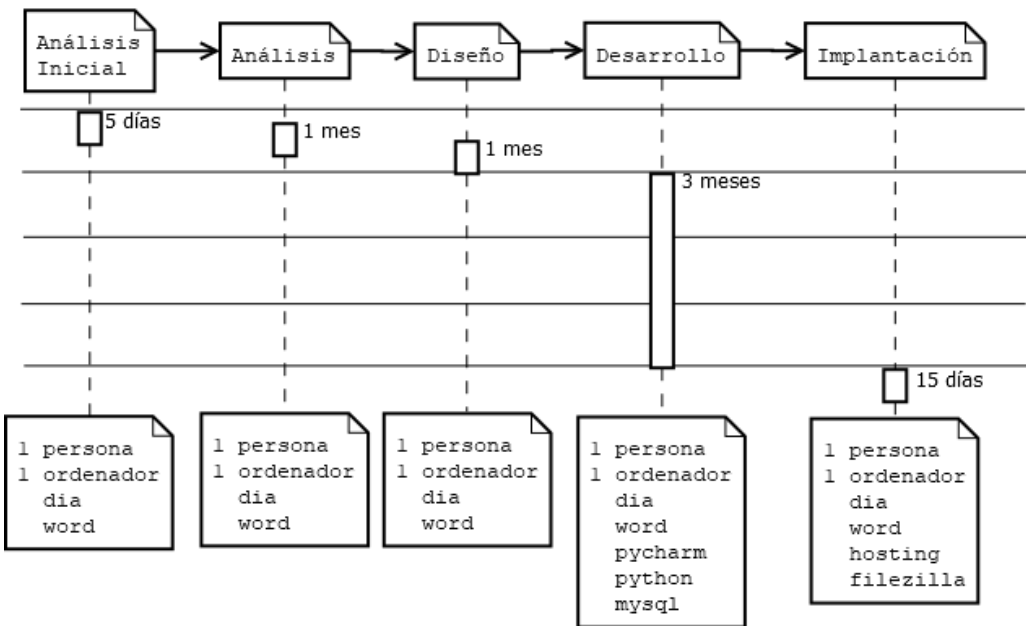 Análisis
Inicial
Análisis
Diseño
Desarrollo
Implantación
5 días
1 mes
1 mes
3 meses
15 días
1 persona
1 ordenador
dia
word
1 persona
1 ordenador
dia
word
1 persona
1 ordenador
dia
word
1 persona
1 ordenador
dia
word
pycharm
python
mysql
1 persona
1 ordenador
dia
word
hosting
filezilla